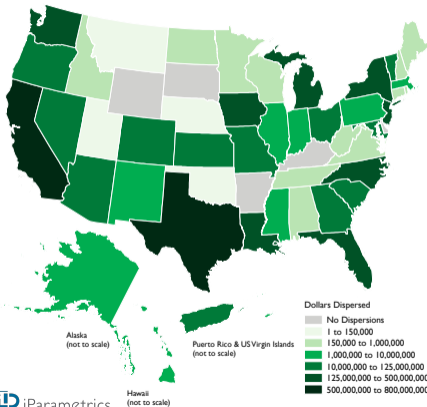 Dollars Dispersed
No Dispersions
1 to 150,000
150,000 to 1,000,000
1,000,000 to 10,000,000
10,000,000 to 125,000,000
125,000,000 to 500,000,000
500,000,000 to 800,000,000
Alaska
(not to scale)
Puerto Rico & US Virgin Islands
(not to scale)
Hawaii
(not to scale)
iParametrics